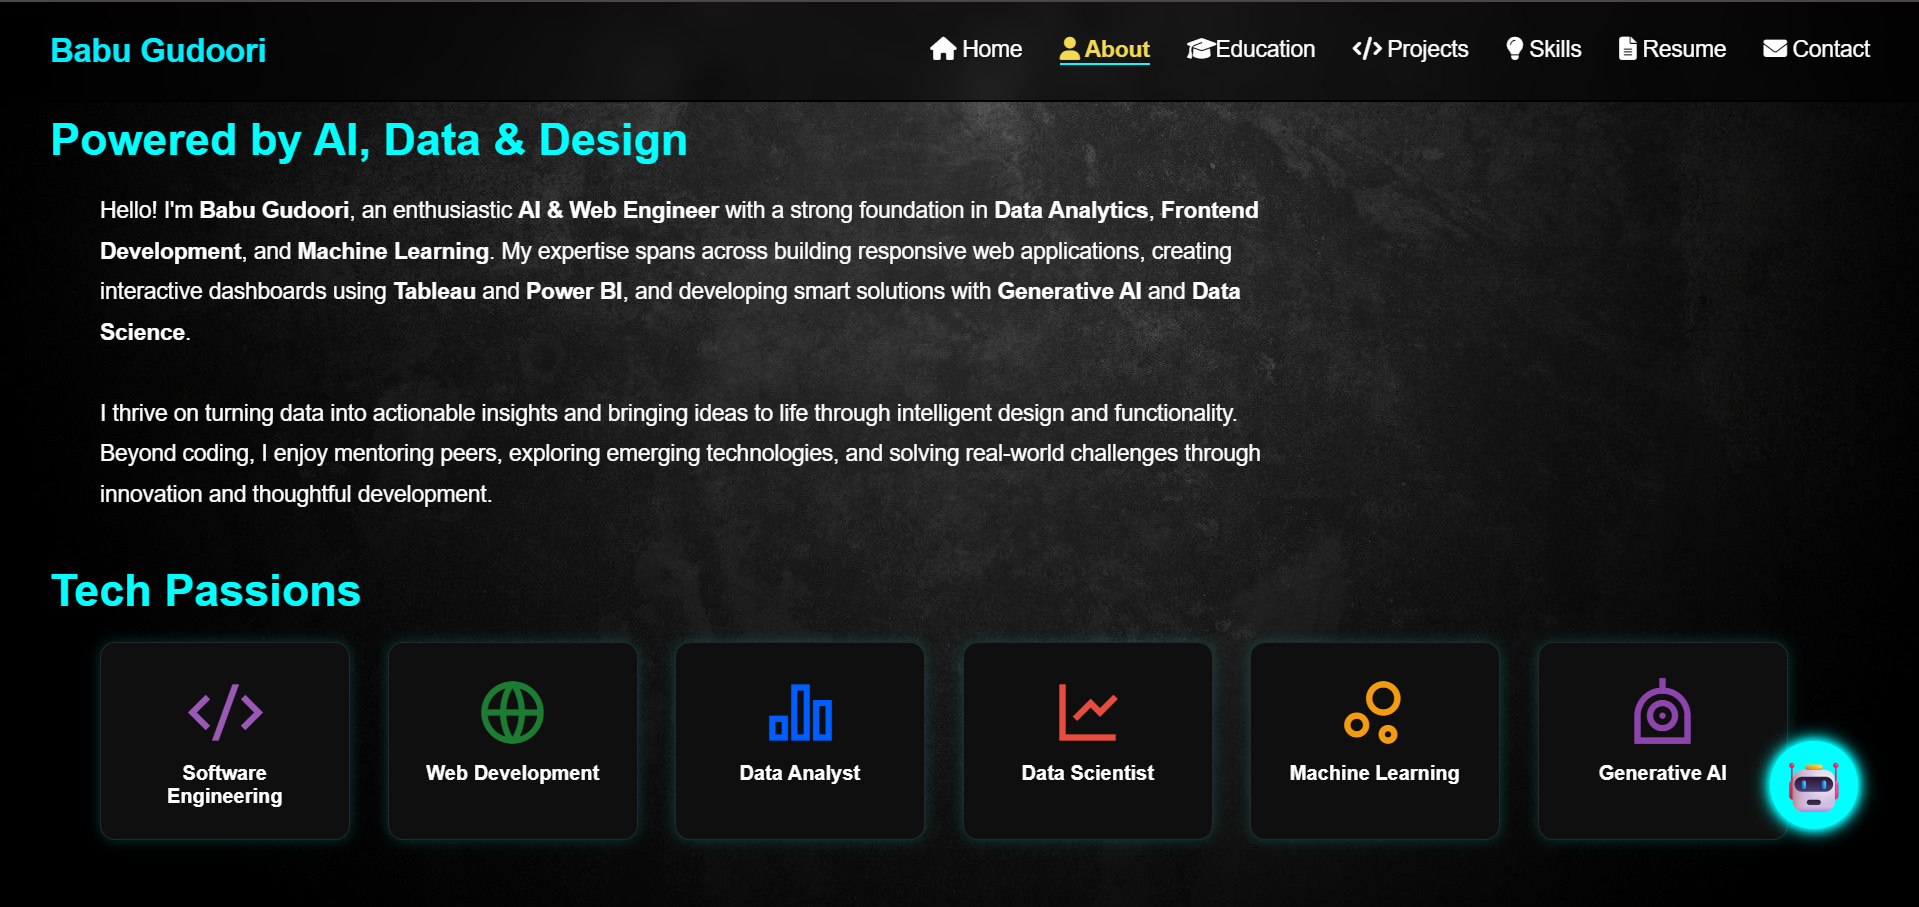 Babu Gudoori
Home About Education Projects Skills Resume Contact
Powered by AI, Data & Design
Hello! I'm Babu Gudoori, an enthusiastic AI & Web Engineer with a strong foundation in Data Analytics, Frontend
Development, and Machine Learning. My expertise spans across building responsive web applications, creating
interactive dashboards using Tableau and Power BI, and developing smart solutions with Generative AI and Data
Science.
I thrive on turning data into actionable insights and bringing ideas to life through intelligent design and functionality.
Beyond coding, I enjoy mentoring peers, exploring emerging technologies, and solving real-world challenges through
innovation and thoughtful development.
Tech Passions
Software
Engineering
Web Development
Data Analyst
Data Scientist
Machine Learning
Generative AI